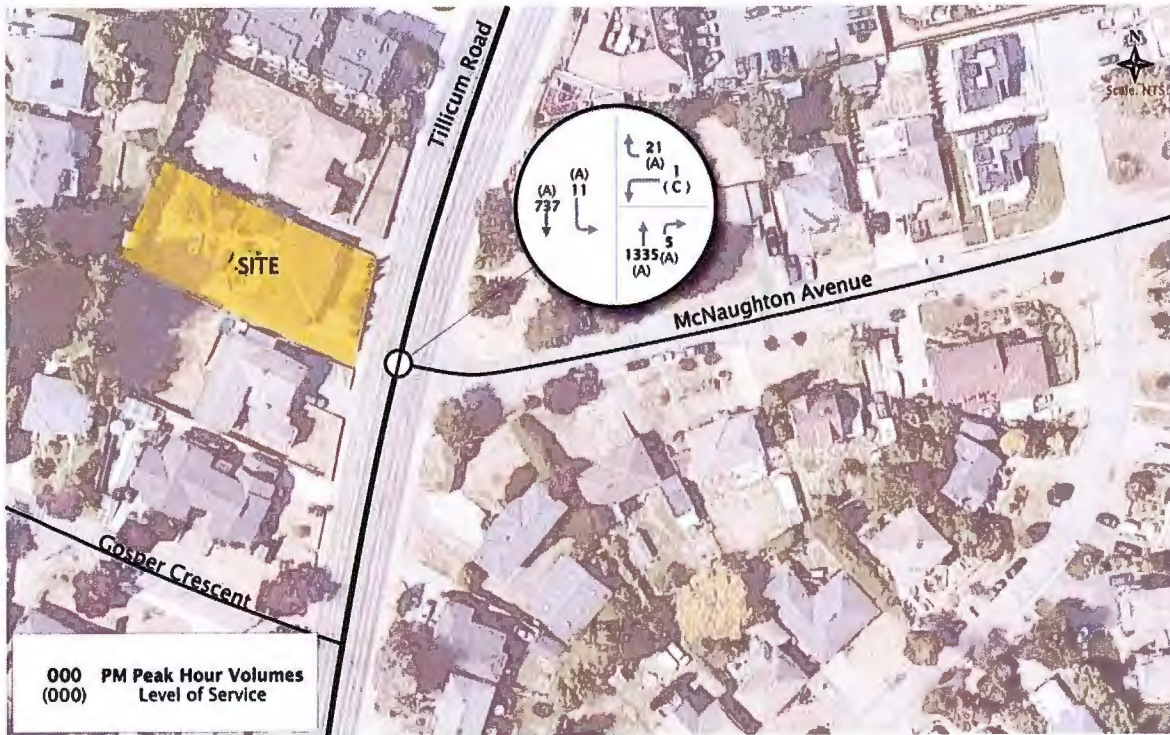 Tillicum Road
N
Scale: NTS
21
(A)
1
(C)
(A)
11
(A)
737
1335
(A)
5
(A)
SITE
McNaughton Avenue
Gosper Crescent
000 PM Peak Hour Volumes
(000) Level of Service